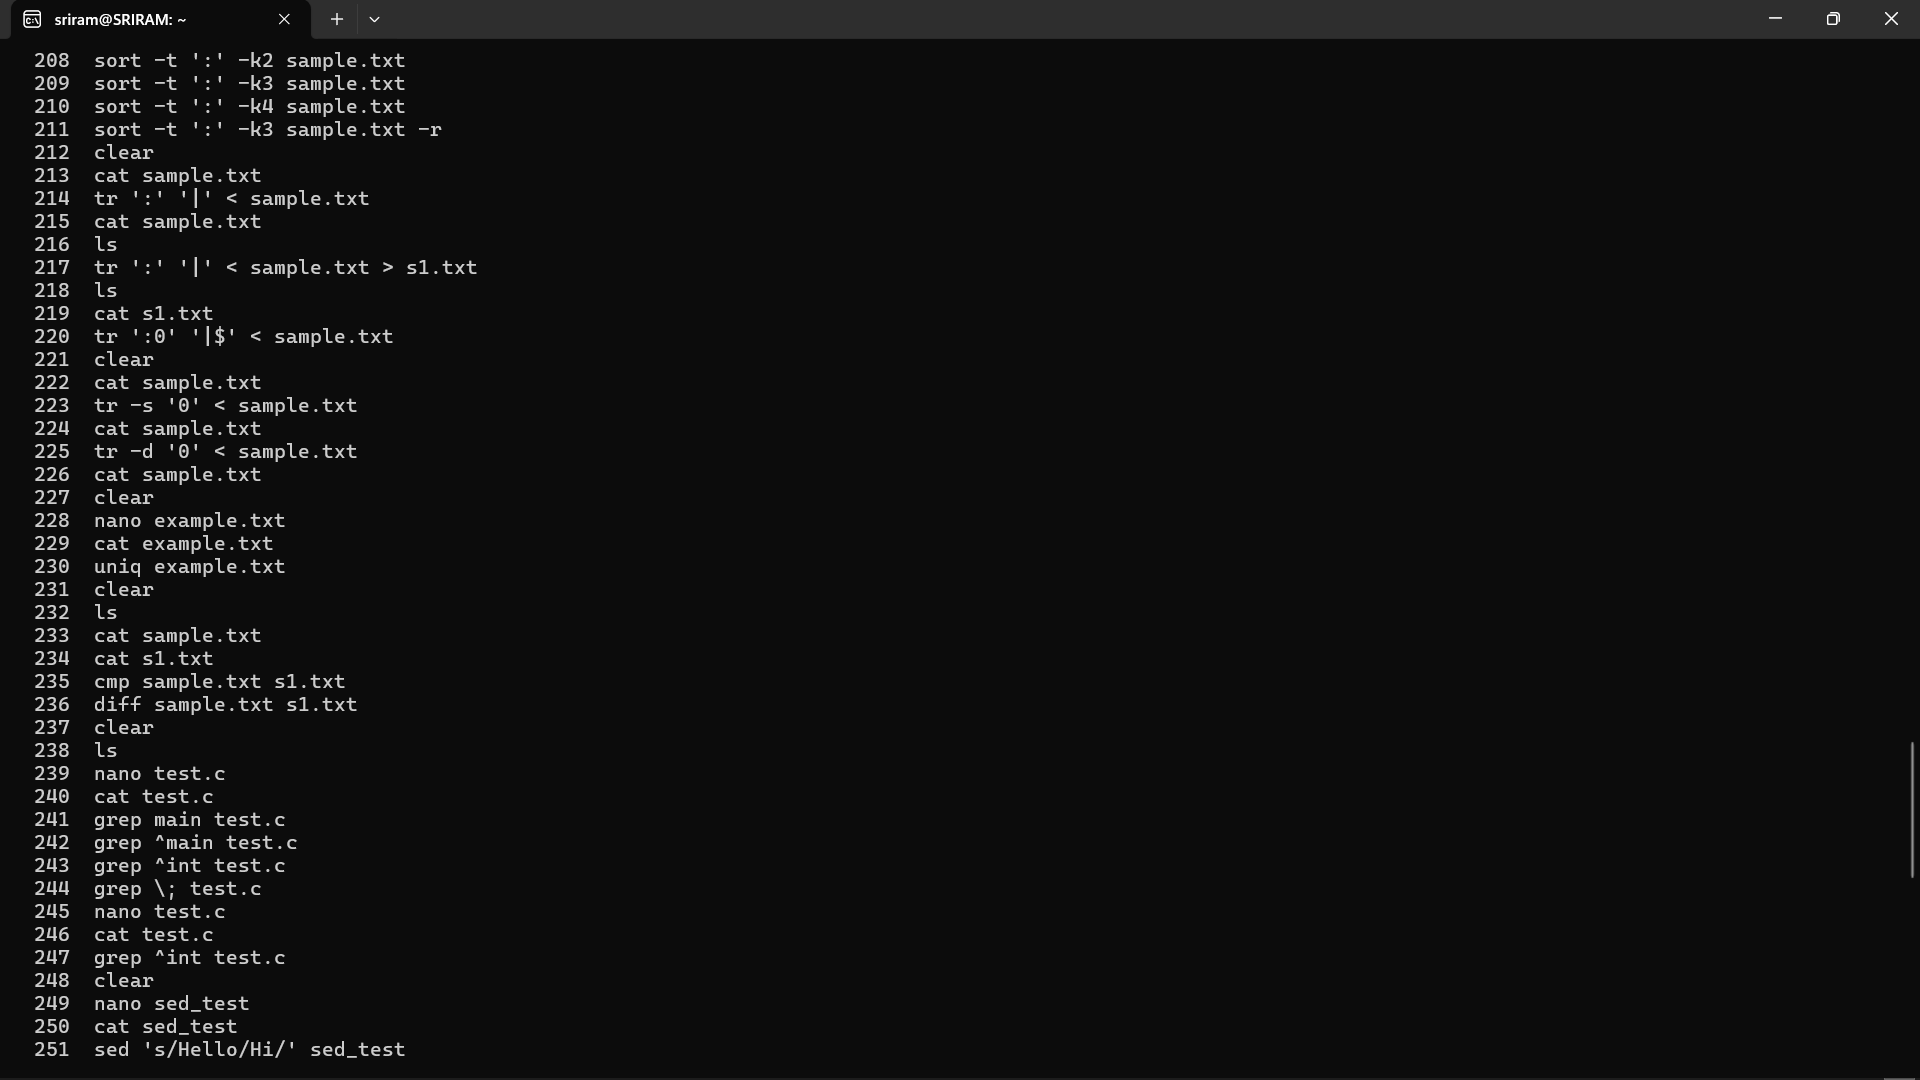 sriram@SRIRAM: ~
208  sort -t ':' -k2 sample.txt
209  sort -t ':' -k3 sample.txt
210  sort -t ':' -k4 sample.txt
211  sort -t ':' -k3 sample.txt -r
212  clear
213  cat sample.txt
214  tr ':' '|' < sample.txt
215  cat sample.txt
216  ls
217  tr ':' '|' < sample.txt > s1.txt
218  ls
219  cat s1.txt
220  tr ':0' '|$' < sample.txt
221  clear
222  cat sample.txt
223  tr -s '0' < sample.txt
224  cat sample.txt
225  tr -d '0' < sample.txt
226  cat sample.txt
227  clear
228  nano example.txt
229  cat example.txt
230  uniq example.txt
231  clear
232  ls
233  cat sample.txt
234  cat s1.txt
235  cmp sample.txt s1.txt
236  diff sample.txt s1.txt
237  clear
238  ls
239  nano test.c
240  cat test.c
241  grep main test.c
242  grep ^main test.c
243  grep ^int test.c
244  grep \; test.c
245  nano test.c
246  cat test.c
247  grep ^int test.c
248  clear
249  nano sed_test
250  cat sed_test
251  sed 's/Hello/Hi/' sed_test